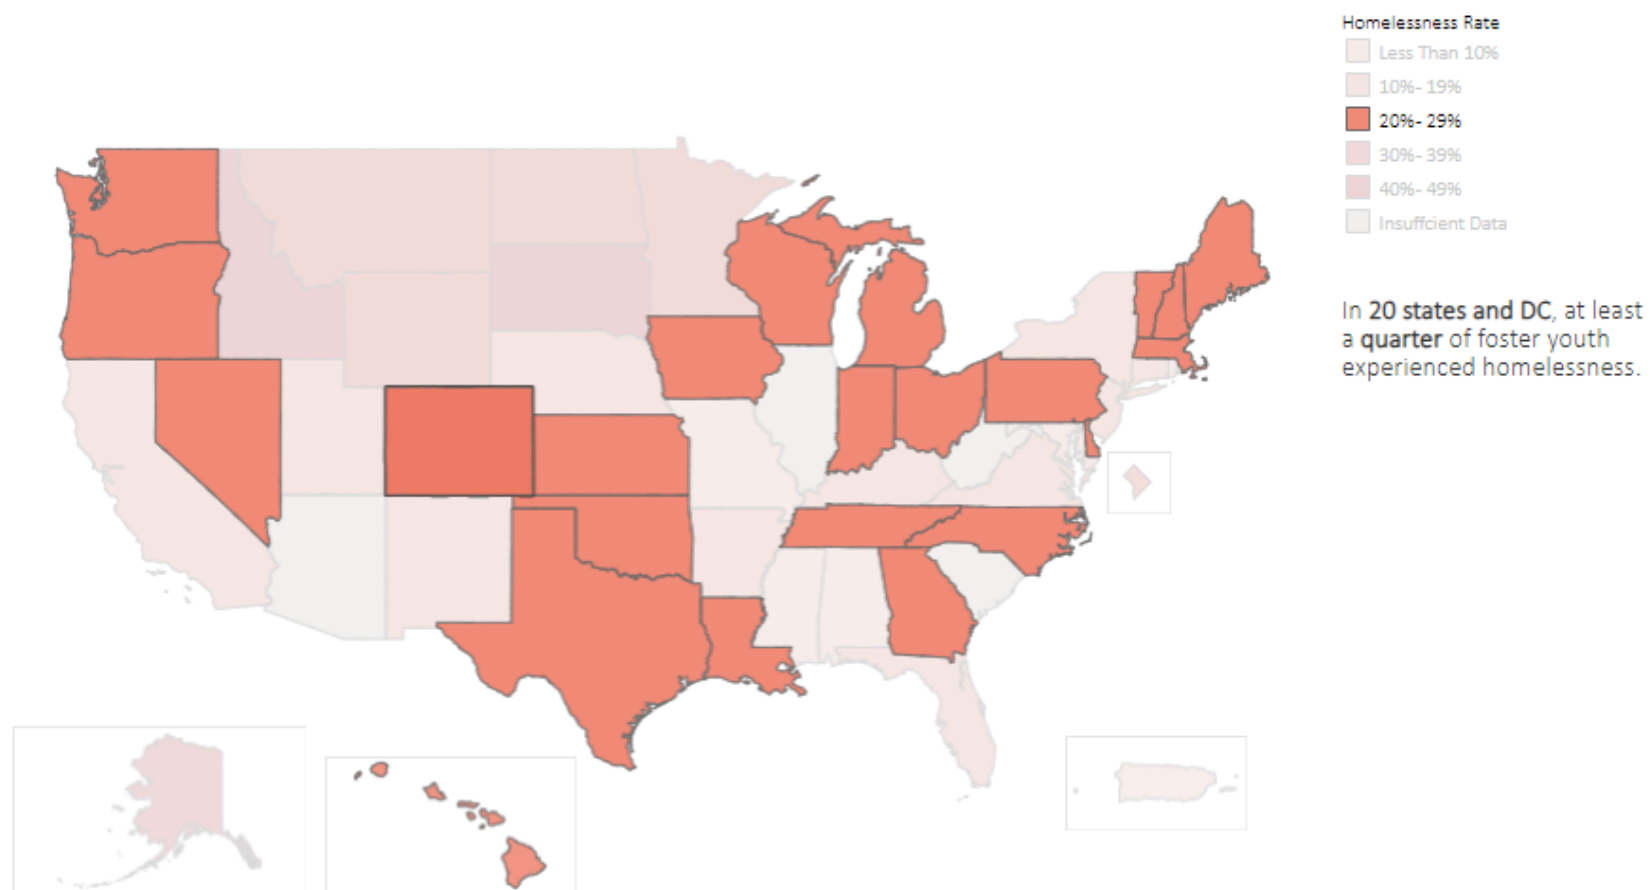 Homelessness Rate
Less Than 10%
10%- 19%
20%- 29%
30%- 39%
40%- 49%
Insuffcient Data
In 20 states and DC, at least
a quarter of foster youth
experienced homelessness.